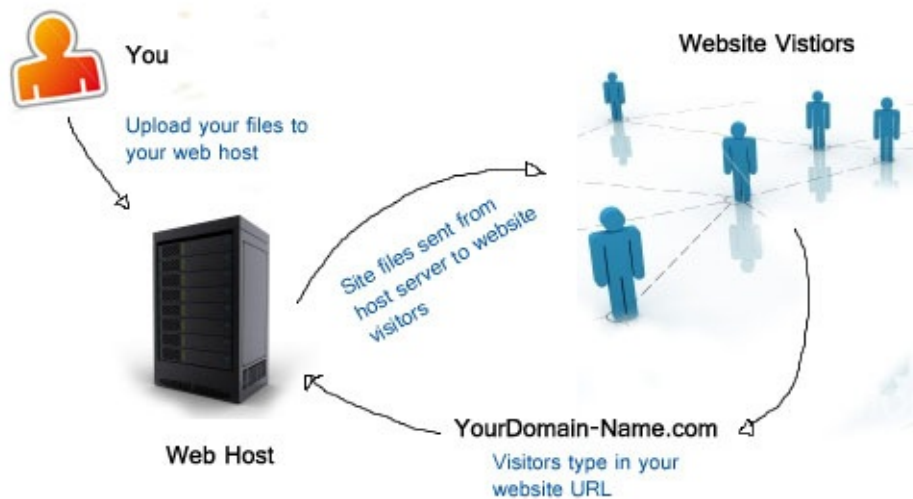 You
Upload your files to
your web host
Website Vistiors
Site files sent from
host server to website
visitors
Web Host
YourDomain-Name.com
Visitors type in your
website URL